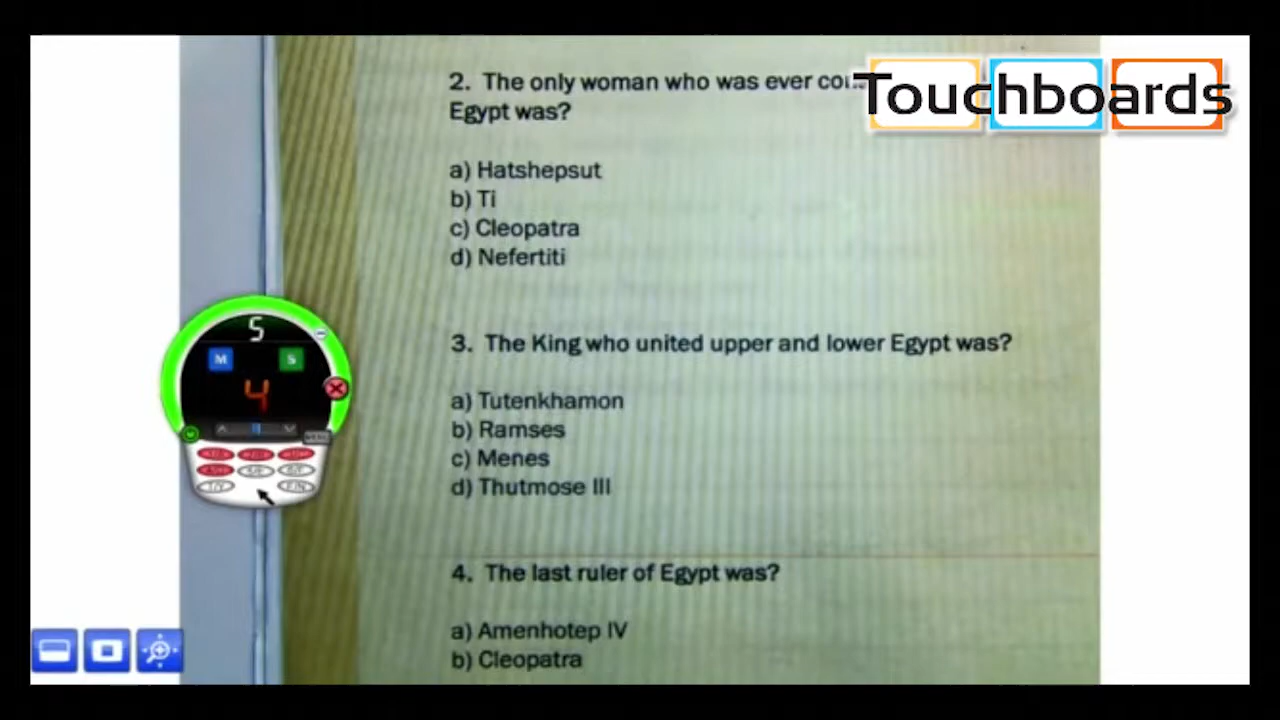 Touchboards
2. The only woman who was ever
Egypt was?
a) Hatshepsut
b) Ti
c) Cleopatra
d) Nefertiti
5
M S
4
3. The King who united upper and lower Egypt was?
a) Tutenkhamon
b) Ramses
c) Menes
d) Thutmose III
4. The last ruler of Egypt was?
a) Amenhotep IV
b) Cleopatra